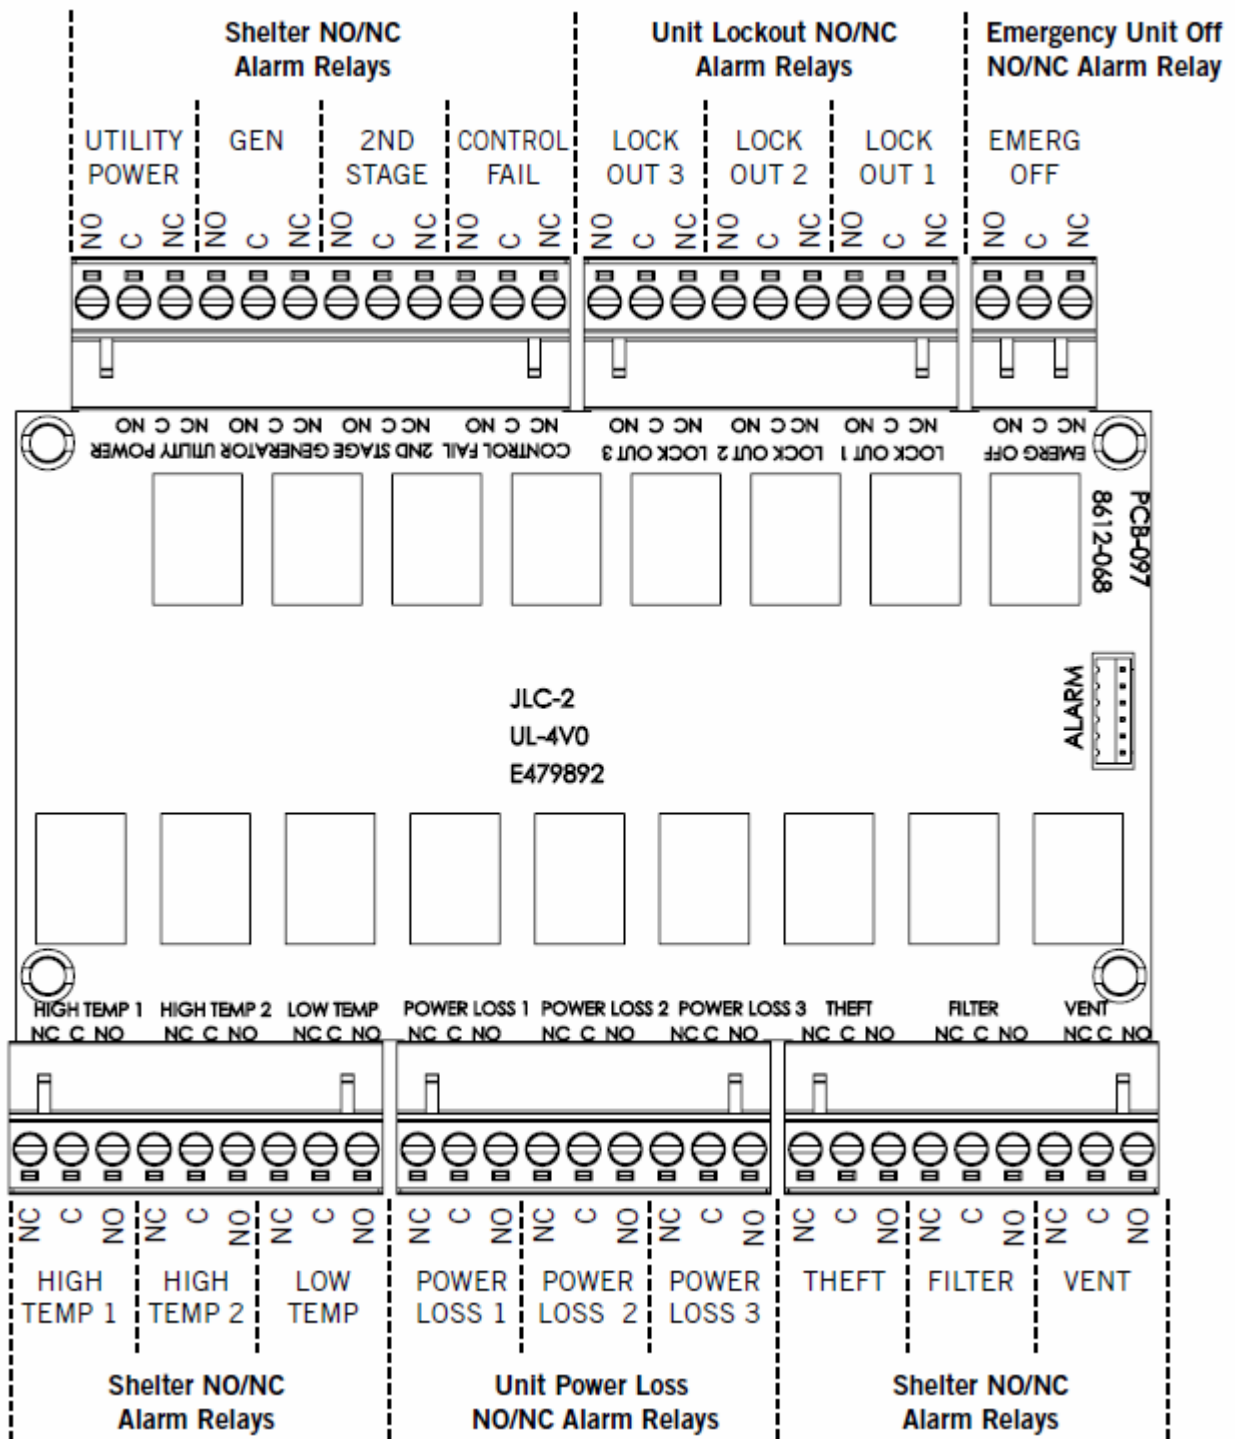 Shelter NO/NC
Alarm Relays
Unit Lockout NO/NC
Alarm Relays
Emergency Unit Off
NO/NC Alarm Relay
UTILITY
POWER
GEN
2ND
STAGE
CONTROL
FAIL
LOCK
OUT 3
LOCK
OUT 2
LOCK
OUT 1
EMERG
OFF
NO C NC NO C NC NO C NC NO C NC NO C NC NO C NC NO C NC NO C NC
NO C NC NO C NC NO C NC NO C NC NO C NC NO C NC NO C NC NO C NC
UTILITY POWER
GENERATOR
2ND STAGE
CONTROL FAIL
LOCK OUT 3
LOCK OUT 2
LOCK OUT 1
EMERG OFF
PCB-097
8612-068
ALARM
JLC-2
UL-4V0
E479892
HIGH TEMP 1 HIGH TEMP 2 LOW TEMP POWER LOSS 1 POWER LOSS 2 POWER LOSS 3 THEFT FILTER VENT
NC C NO NC C NO NC C NO NC C NO NC C NO NC C NO NC C NO NC C NO NC C NO
NC C NO NC C NO NC C NO NC C NO NC C NO NC C NO NC C NO NC C NO NC C NO
HIGH
TEMP 1
HIGH
TEMP 2
LOW
TEMP
POWER
LOSS 1
POWER
LOSS 2
POWER
LOSS 3
THEFT
FILTER
VENT
Shelter NO/NC
Alarm Relays
Unit Power Loss
NO/NC Alarm Relays
Shelter NO/NC
Alarm Relays